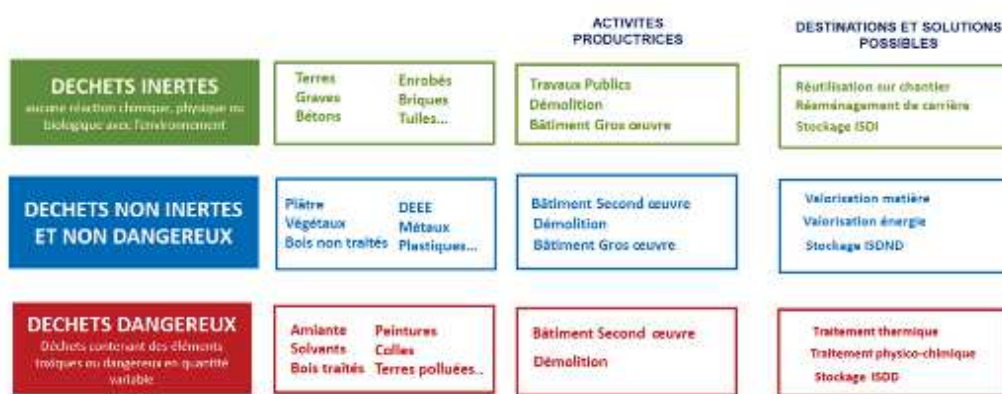 ACTIVITES
PRODUCTRICES
DESTINATIONS ET SOLUTIONS
POSSIBLES
DECHETS INERTES
aucune réaction chimique, physique ou
biologique avec l'environnement
Terres
Graves
Bétons
Enrobés
Briques
Tuiles...
Travaux Publics
Démolition
Bâtiment Gros œuvre
Réutilisation sur chantier
Réaménagement de carrière
Stockage ISDI
DECHETS NON INERTES
ET NON DANGEREUX
Plâtre
Végétaux
Bois non traités
DEEE
Métaux
Plastiques...
Bâtiment Second œuvre
Démolition
Bâtiment Gros œuvre
Valorisation matière
Valorisation énergie
Stockage ISDND
DECHETS DANGEREUX
Déchets contenant des éléments
toxiques ou dangereux en quantité
variable
Amiante
Solvants
Bois traités
Peintures
Colles
Terres polluées..
Bâtiment Second œuvre
Démolition
Traitement thermique
Traitement physico-chimique
Stockage ISDD